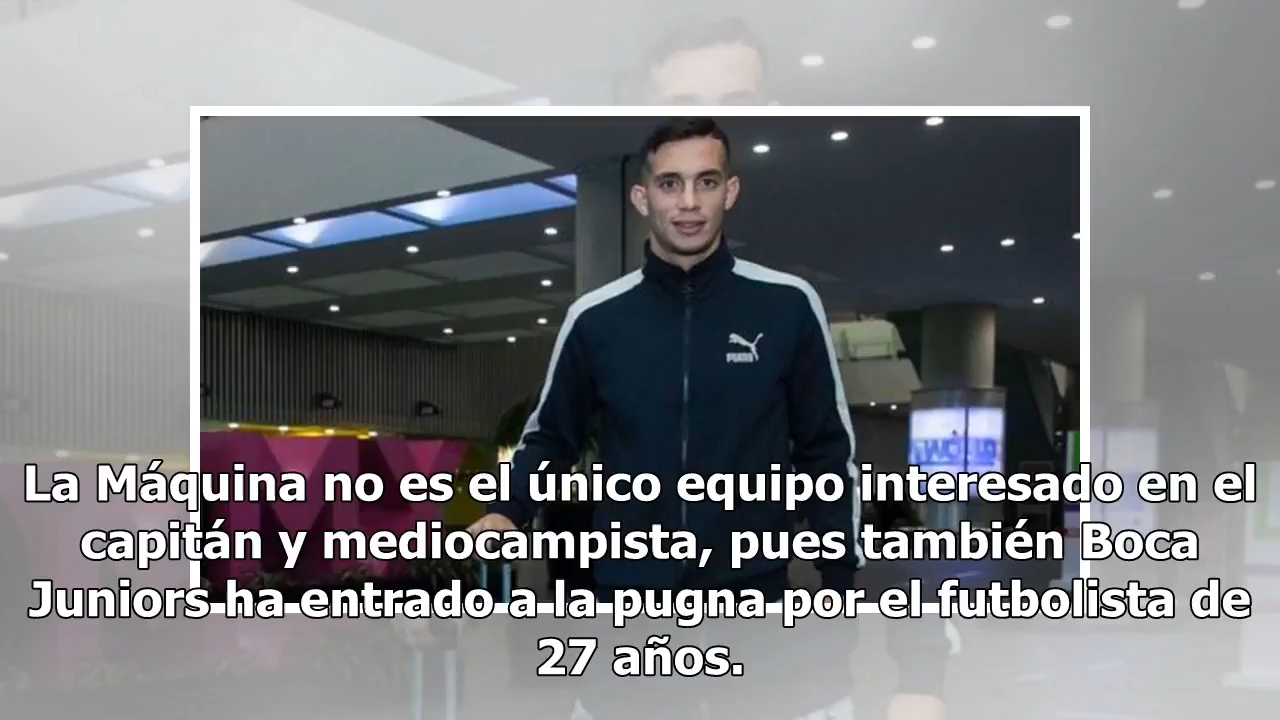 PUMA
WORLD
La Máquina no es el único equipo interesado en el
capitán y mediocampista, pues también Boca
Juniors ha entrado a la pugna por el futbolista de
27 años.